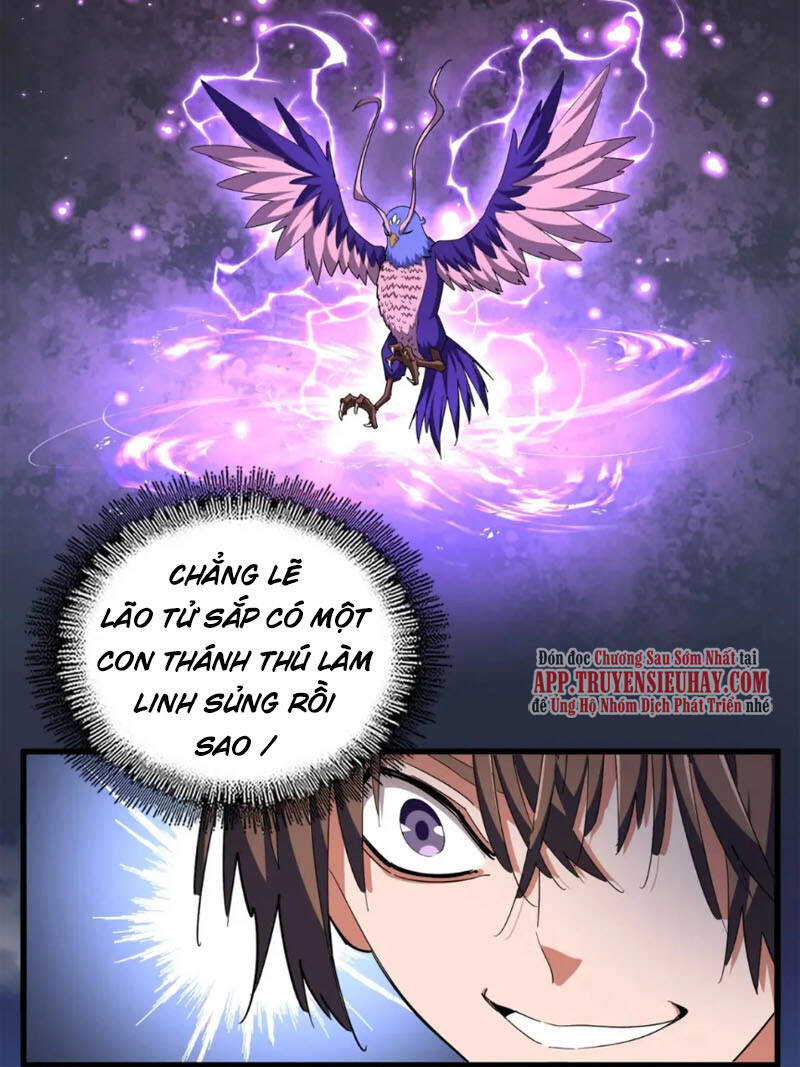 CHẲNG LẼ
LÃO TỬ SẮP CÓ MỘT
CON THÁNH THÚ LÀM
LINH SỦNG RỒI
SAO /
Đón đọc Chương Sau Sớm Nhất tại
APP.TRUYENSIEUHAY.COM
để Ủng Hộ Nhóm Dịch Phát Triển nhé